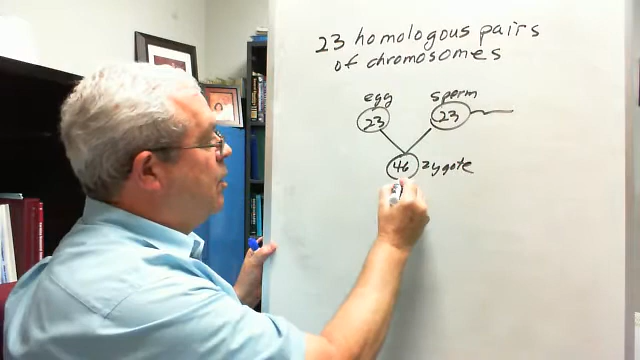 23 homologous pairs
of chromosomes
egg sperm
23 23
46 zygote